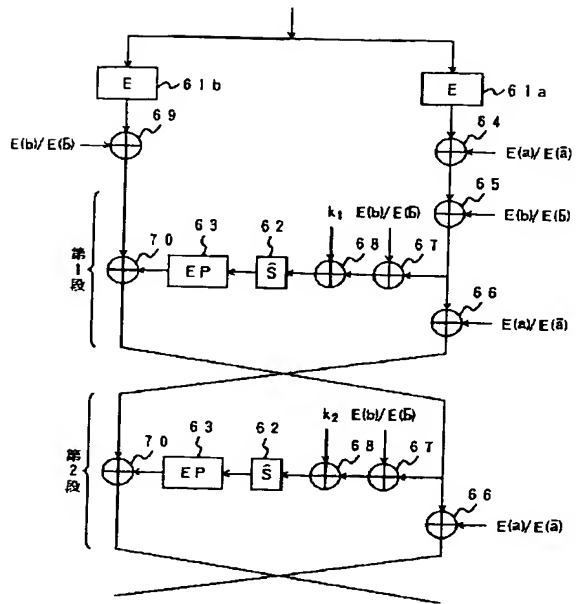 E
61b
E
61a
69
E(b)/E(b̄)
64
E(a)/E(ā)
65
E(b)/E(b̄)
第1段
70
63
EP
62
Ŝ
k₁ E(b)/E(b̄)
68
67
66
E(a)/E(ā)
第2段
70
63
EP
62
Ŝ
k₂ E(b)/E(b̄)
68
67
66
E(a)/E(ā)